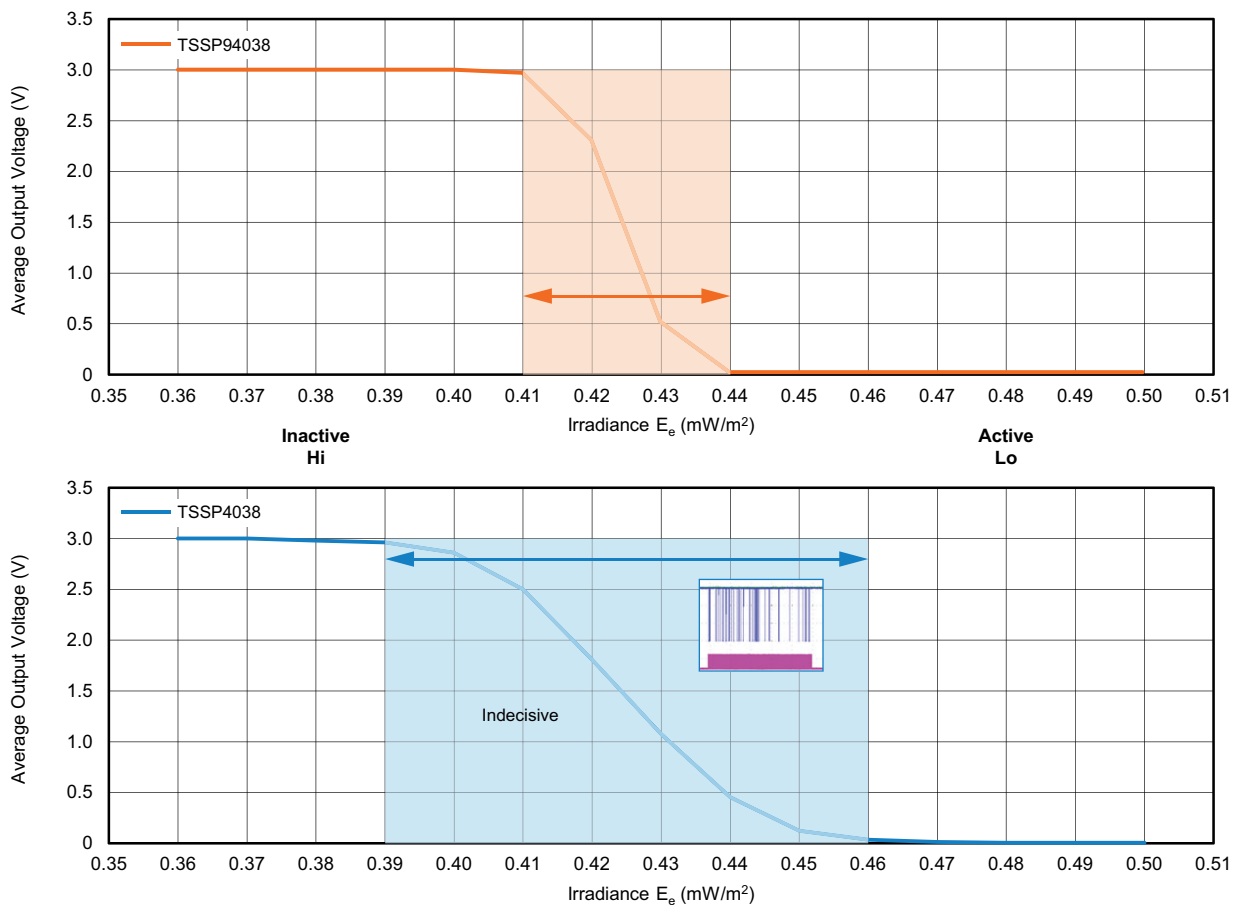 TSSP94038
Average Output Voltage (V)
3.5
3.0
2.5
2.0
1.5
1.0
0.5
0
0.35 0.36 0.37 0.38 0.39 0.40 0.41 0.42 0.43 0.44 0.45 0.46 0.47 0.48 0.49 0.50 0.51
Irradiance Ee (mW/m²)
Inactive
Hi
Active
Lo
TSSP4038
Average Output Voltage (V)
3.5
3.0
2.5
2.0
1.5
1.0
0.5
0
Indecisive
0.35 0.36 0.37 0.38 0.39 0.40 0.41 0.42 0.43 0.44 0.45 0.46 0.47 0.48 0.49 0.50 0.51
Irradiance Ee (mW/m²)